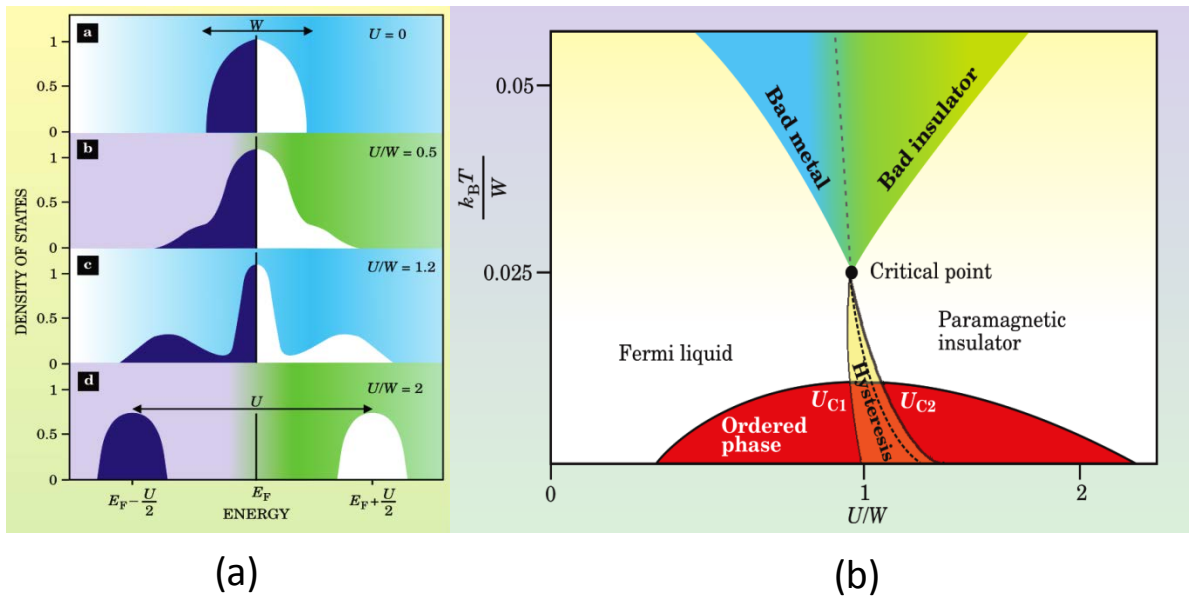 a
W
U = 0
1
0.5
0
b
U/W = 0.5
1
0.5
0
c
U/W = 1.2
1
0.5
0
d
U/W = 2
U
1
0.5
0
DENSITY OF STATES
E_F − U/2
E_F
E_F + U/2
ENERGY
(a)
0.05
k_B T / W
0.025
Bad metal
Bad insulator
Critical point
Fermi liquid
Paramagnetic
insulator
Hysteresis
U_C1
U_C2
Ordered
phase
0
1
2
U/W
(b)